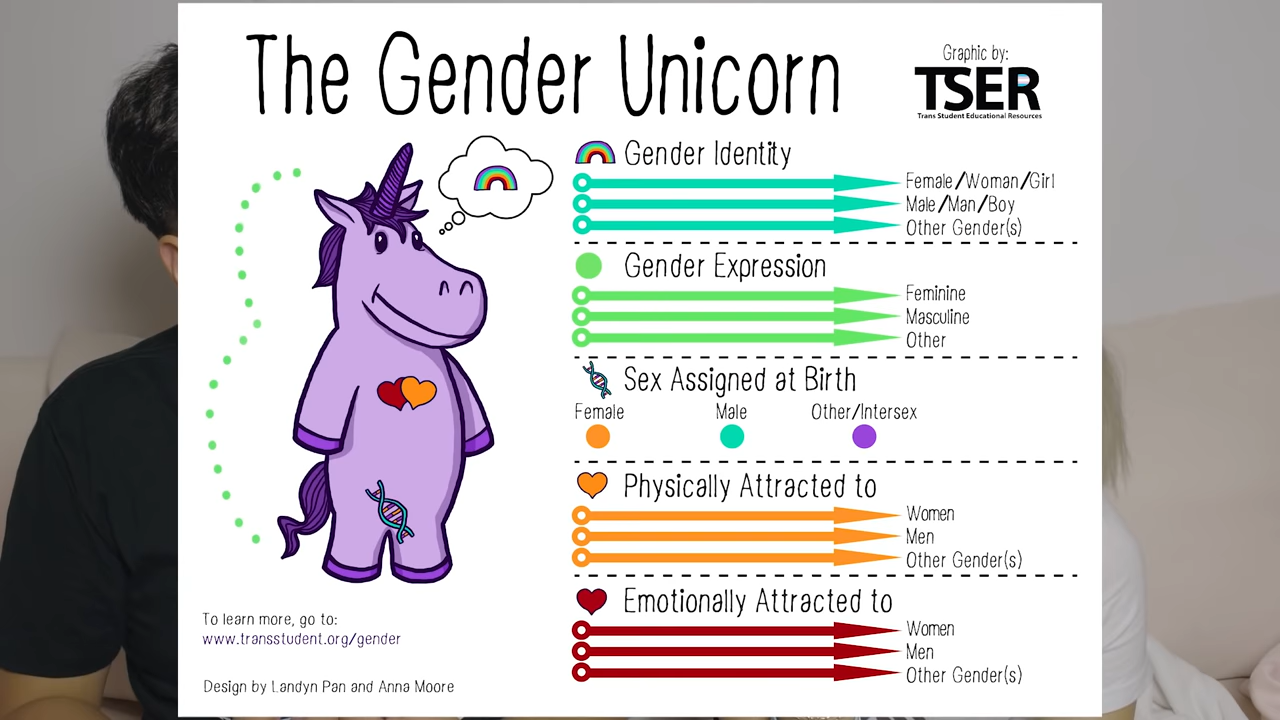 The Gender Unicorn
Graphic by:
TSER
Trans Student Educational Resources
Gender Identity
Female/Woman/Girl
Male/Man/Boy
Other Gender(s)
Gender Expression
Feminine
Masculine
Other
Sex Assigned at Birth
Female Male Other/Intersex
Physically Attracted to
Women
Men
Other Gender(s)
Emotionally Attracted to
Women
Men
Other Gender(s)
To learn more, go to:
www.transstudent.org/gender
Design by Landyn Pan and Anna Moore